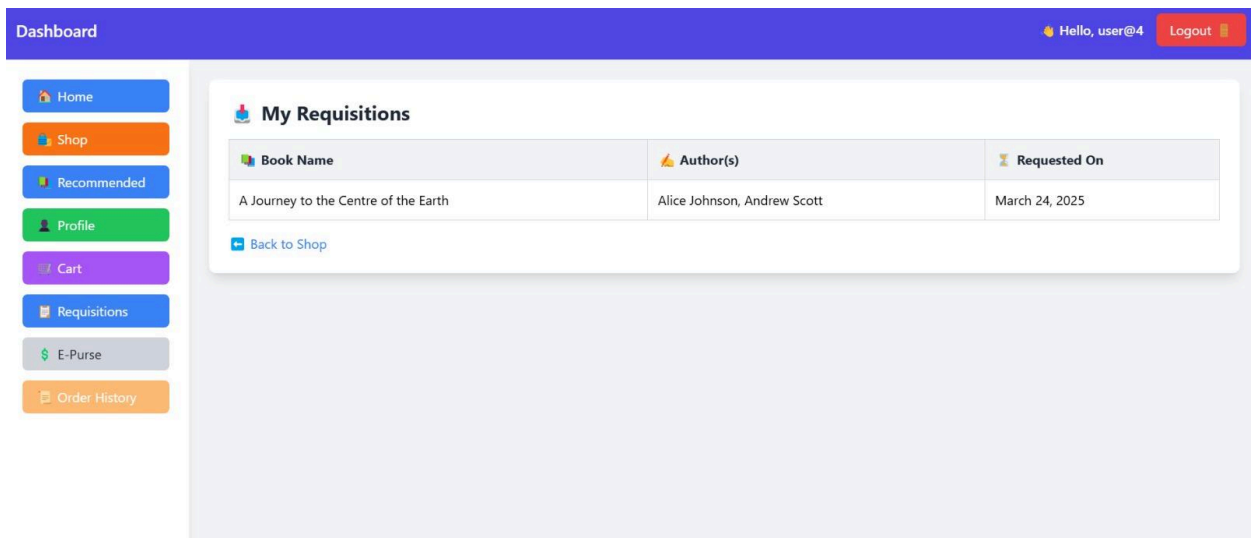 Dashboard
👋 Hello, user@4
Logout 🚪
🏠 Home
🛍️ Shop
📚 Recommended
👤 Profile
🛒 Cart
📋 Requisitions
💲 E-Purse
📜 Order History
📥 My Requisitions
📚 Book Name ✍️ Author(s) ⏳ Requested On
A Journey to the Centre of the Earth Alice Johnson, Andrew Scott March 24, 2025
⬅️ Back to Shop